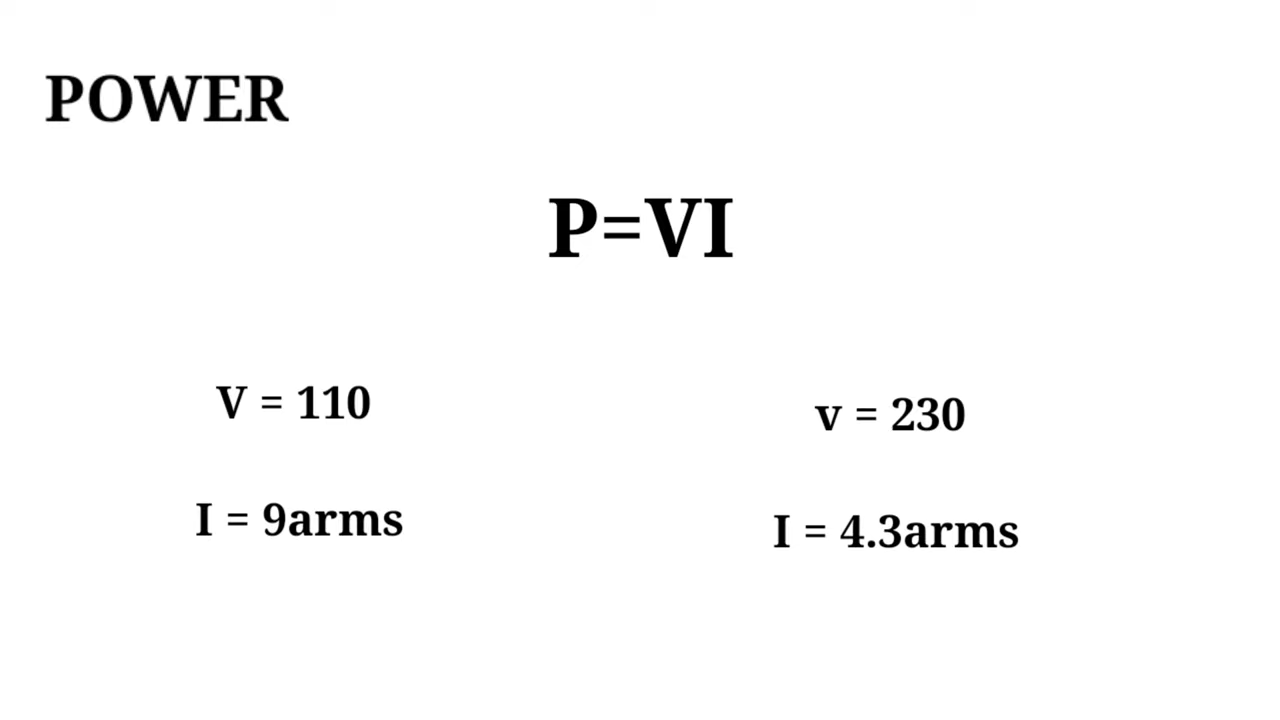 POWER
P=VI
V = 110
I = 9arms
v = 230
I = 4.3arms